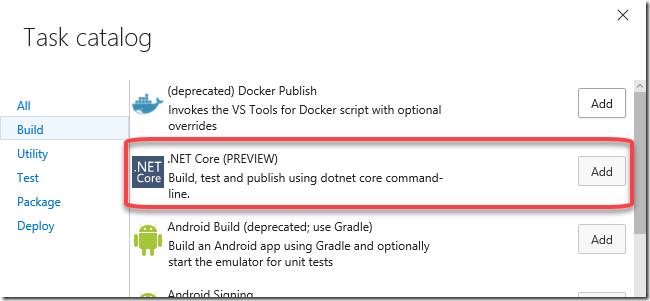 Task catalog
All
Build
Utility
Test
Package
Deploy
(deprecated) Docker Publish
Invokes the VS Tools for Docker script with optional
overrides
Add
.NET
Core
.NET Core (PREVIEW)
Build, test and publish using dotnet core command-
line.
Add
Android Build (deprecated; use Gradle)
Build an Android app using Gradle and optionally
start the emulator for unit tests
Add
Android Signing